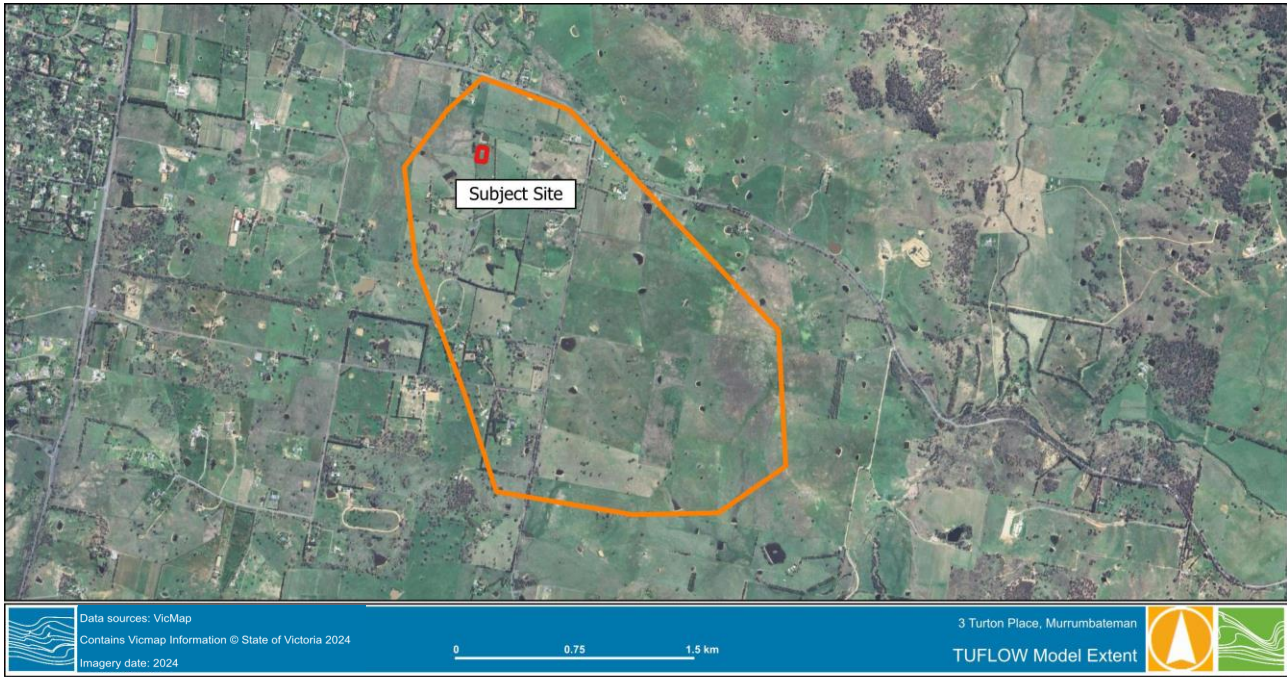 Subject Site
Data sources: VicMap
Contains Vicmap Information © State of Victoria 2024
Imagery date: 2024
0 0.75 1.5 km
3 Turton Place, Murrumbateman
TUFLOW Model Extent